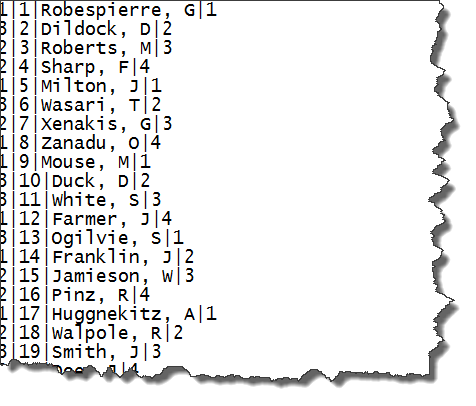 1|1|Robespierre, G|1
3|2|Dildock, D|2
2|3|Roberts, M|3
2|4|Sharp, F|4
1|5|Milton, J|1
3|6|Wasari, T|2
2|7|Xenakis, G|3
1|8|Zanadu, O|4
1|9|Mouse, M|1
3|10|Duck, D|2
3|11|White, S|3
1|12|Farmer, J|4
3|13|Ogilvie, S|1
1|14|Franklin, J|2
2|15|Jamieson, W|3
2|16|Pinz, R|4
1|17|Huggnekitz, A|1
2|18|Walpole, R|2
3|19|Smith, J|3